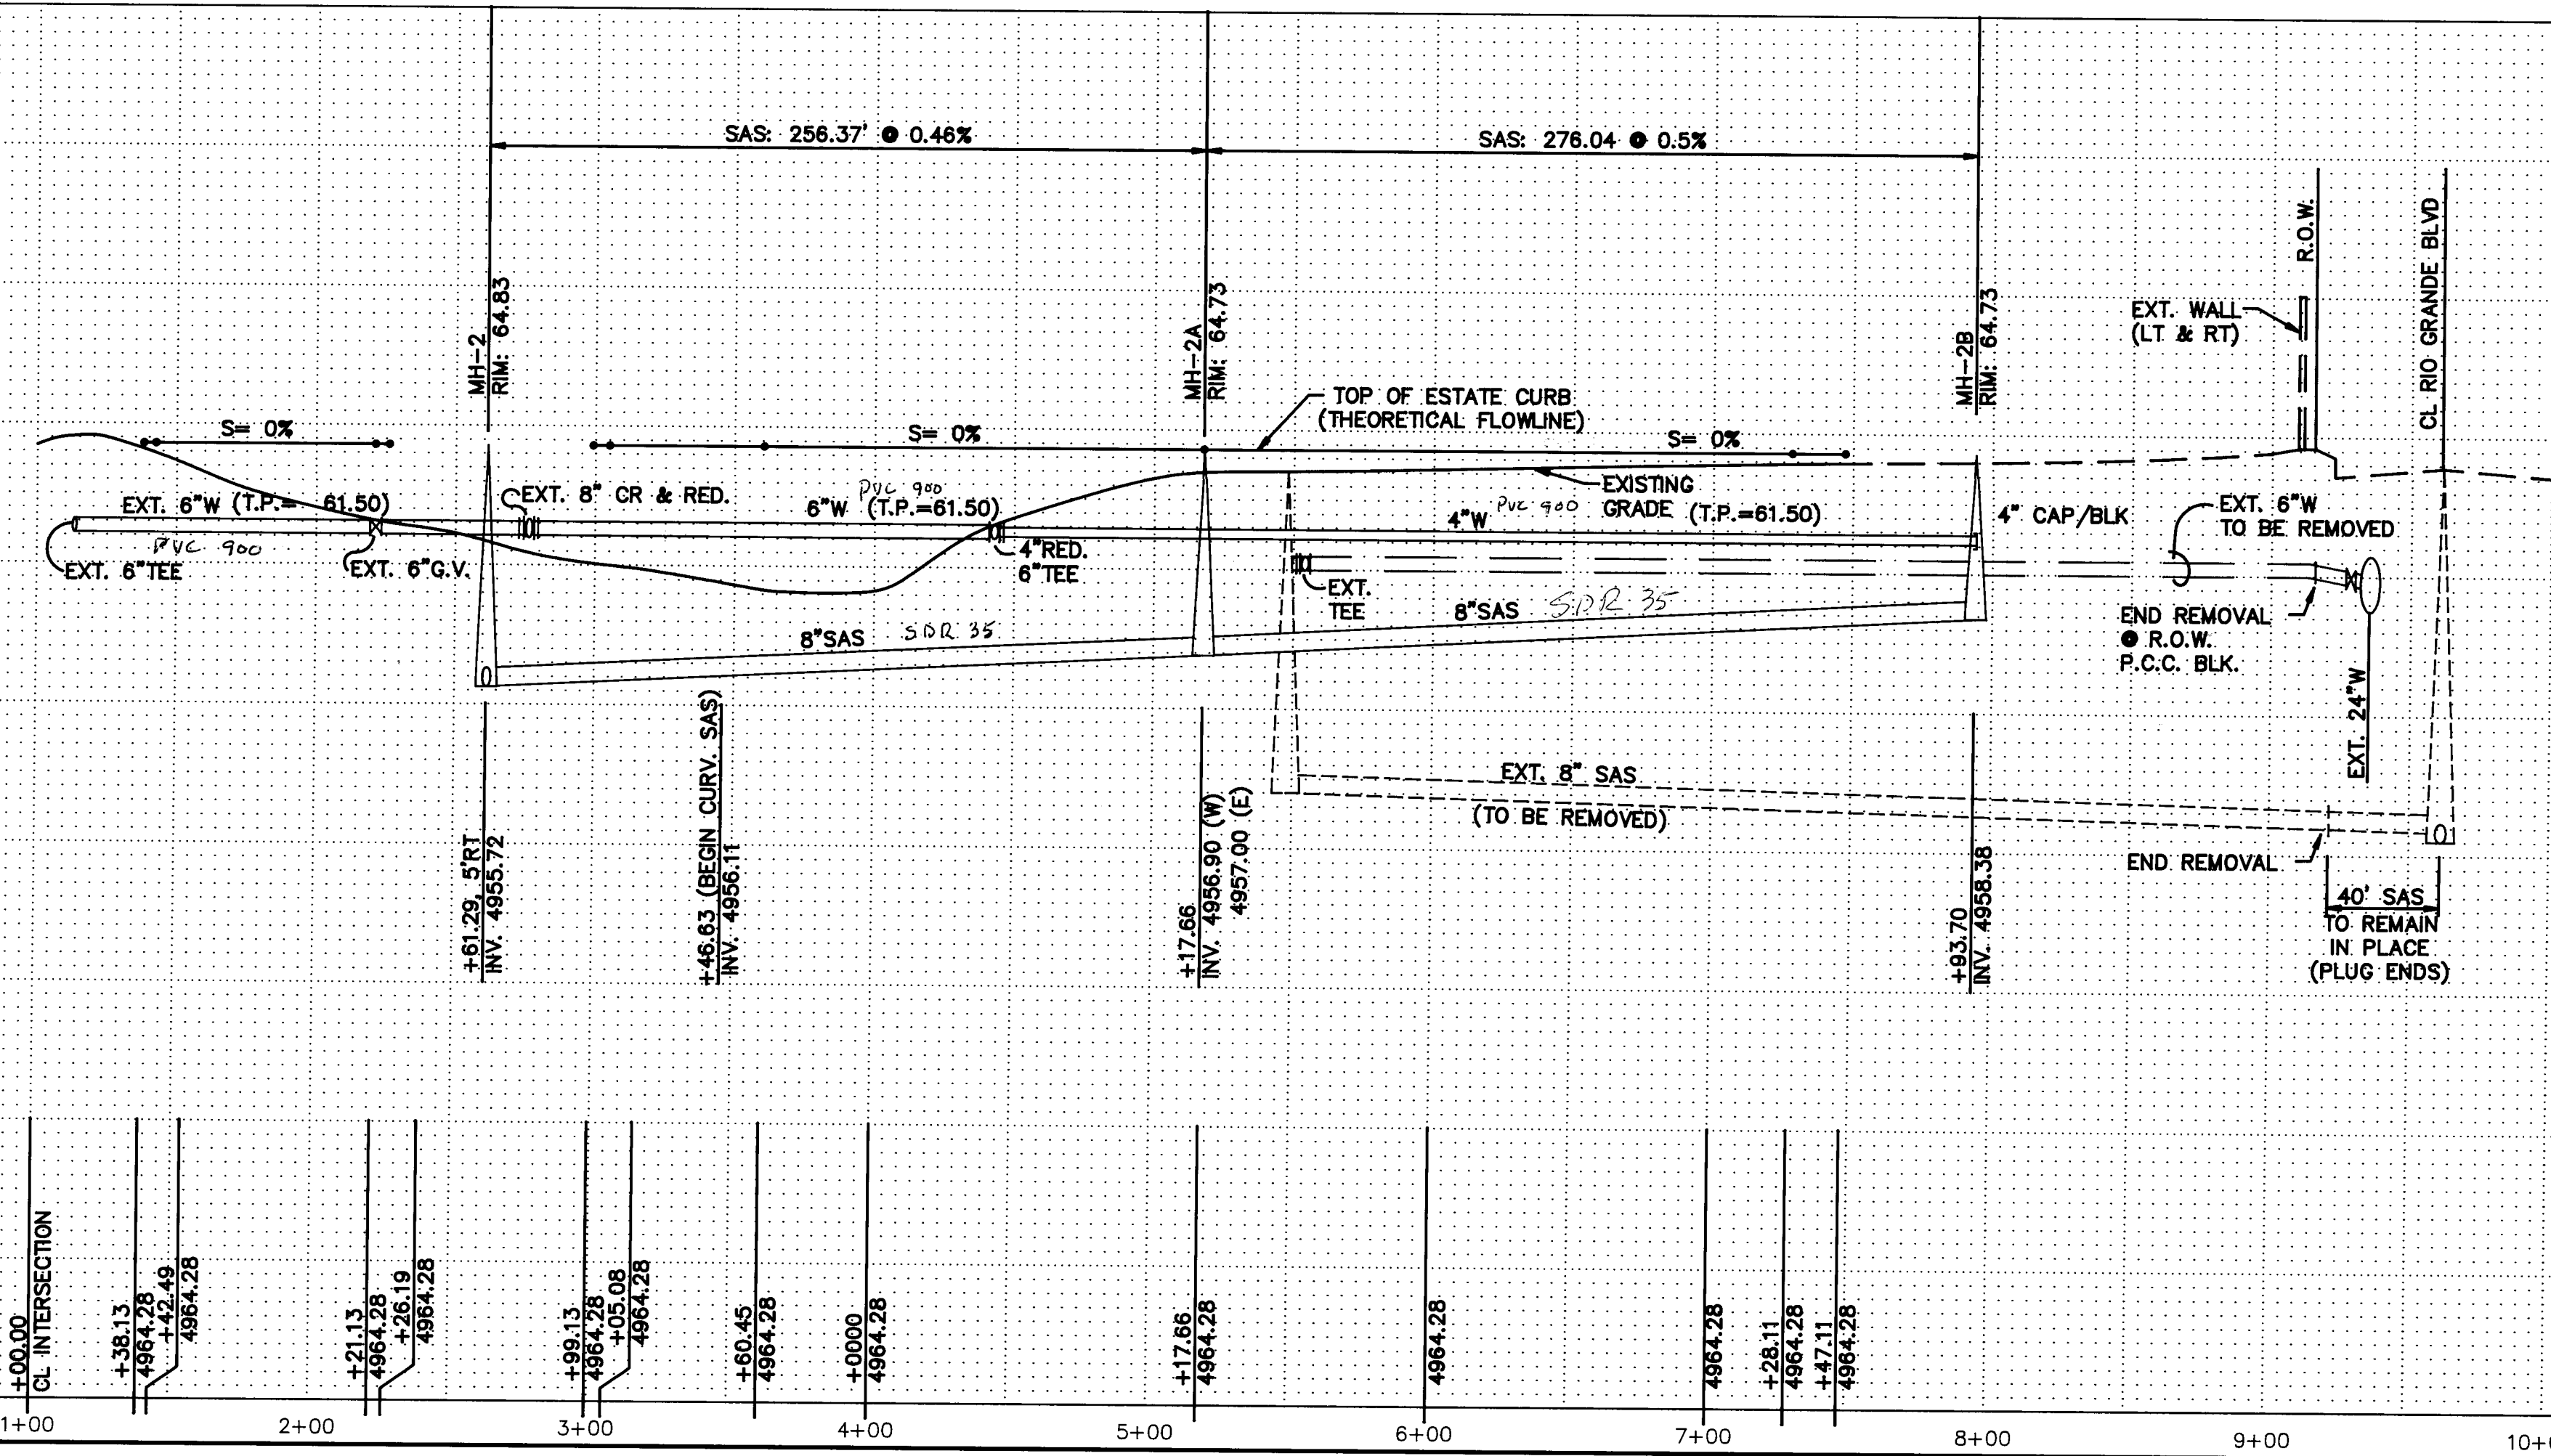 SAS: 256.37' @ 0.46%
SAS: 276.04 @ 0.5%
MH-2
RIM: 64.83
MH-2A
RIM: 64.73
MH-2B
RIM: 64.73
R.O.W.
CL RIO GRANDE BLVD
EXT. WALL
(LT & RT)
TOP OF ESTATE CURB
(THEORETICAL FLOWLINE)
S= 0%
S= 0%
S= 0%
EXT. 6"W (T.P.= 61.50)
PVC 900
EXT. 6"TEE
EXT. 6"G.V.
EXT. 8" CR & RED.
PVC 900
6"W (T.P.=61.50)
4"RED.
6"TEE
EXISTING
GRADE (T.P.=61.50)
4"W PVC 900
4" CAP/BLK
EXT. 6"W
TO BE REMOVED
EXT.
TEE
8"SAS SDR 35
8"SAS SDR 35
END REMOVAL
@ R.O.W.
P.C.C. BLK.
EXT. 24"W
EXT. 8" SAS
(TO BE REMOVED)
END REMOVAL
40' SAS
TO REMAIN
IN PLACE
(PLUG ENDS)
+61.29, 5'RT
INV. 4955.72
+46.63 (BEGIN CURV. SAS)
INV. 4956.11
+17.66
INV. 4956.90 (W)
4957.00 (E)
+93.70
INV. 4958.38
+00.00
CL INTERSECTION
+38.13
4964.28
+42.49
4964.28
+21.13
4964.28
+26.19
4964.28
+99.13
4964.28
+05.08
4964.28
+60.45
4964.28
+0000
4964.28
+17.66
4964.28
4964.28
4964.28
+28.11
4964.28
+47.11
4964.28
1+00 2+00 3+00 4+00 5+00 6+00 7+00 8+00 9+00